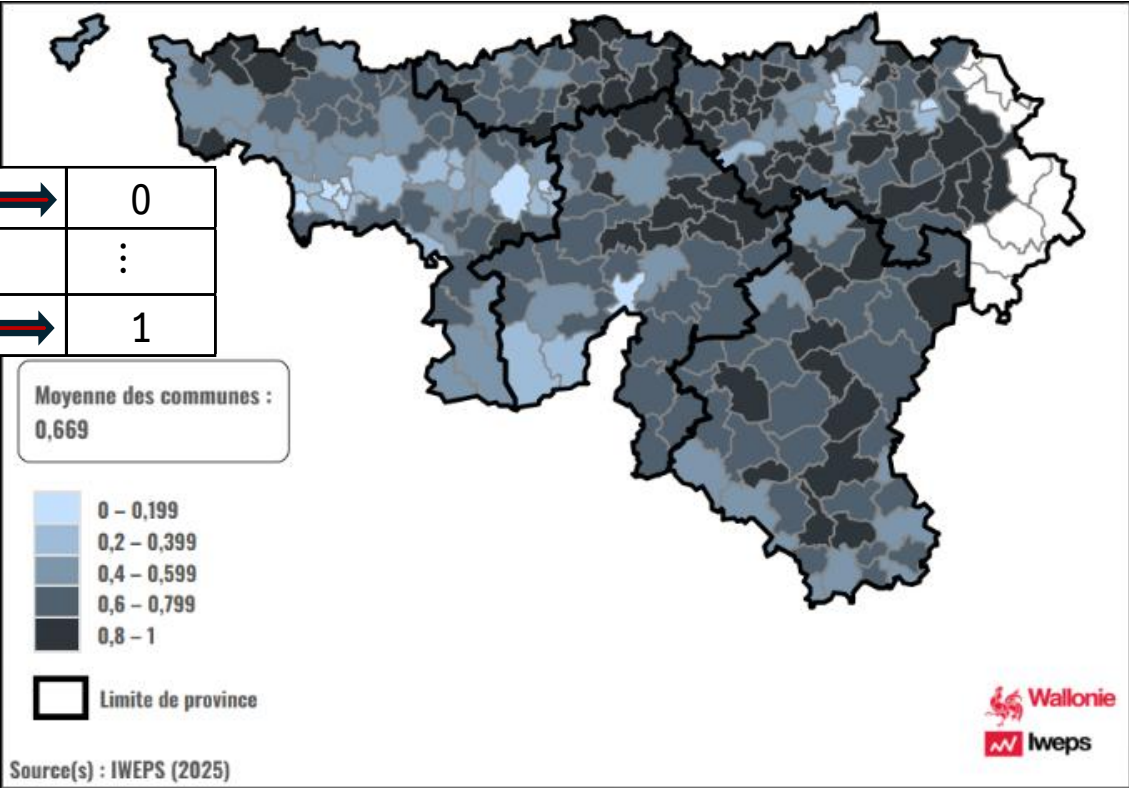 0
⋮
1
Moyenne des communes :
0,669
0 – 0,199
0,2 – 0,399
0,4 – 0,599
0,6 – 0,799
0,8 – 1
Limite de province
Wallonie
Iweps
Source(s) : IWEPS (2025)